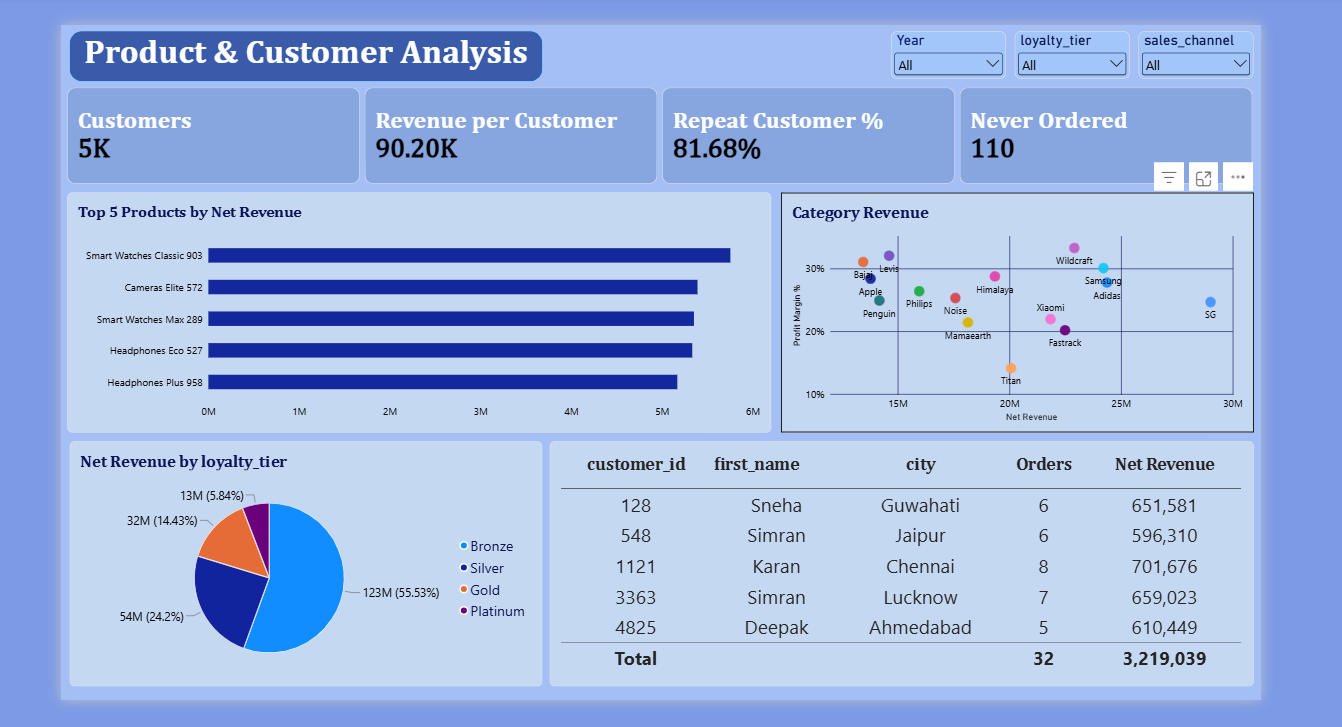 Product & Customer Analysis
Year
All
loyalty_tier
All
sales_channel
All
Customers
5K
Revenue per Customer
90.20K
Repeat Customer %
81.68%
Never Ordered
110
Top 5 Products by Net Revenue
Smart Watches Classic 903
Cameras Elite 572
Smart Watches Max 289
Headphones Eco 527
Headphones Plus 958
0M 1M 2M 3M 4M 5M 6M
Category Revenue
Profit Margin %
30%
20%
10%
Wildcraft
Levis
Bajaj
Samsung
Apple
Adidas
Himalaya
Penguin
Philips
Noise
Xiaomi
SG
Mamaearth
Fastrack
Titan
15M 20M 25M 30M
Net Revenue
Net Revenue by loyalty_tier
13M (5.84%)
32M (14.43%)
54M (24.2%)
123M (55.53%)
Bronze
Silver
Gold
Platinum
customer_id first_name city Orders Net Revenue
128 Sneha Guwahati 6 651,581
548 Simran Jaipur 6 596,310
1121 Karan Chennai 8 701,676
3363 Simran Lucknow 7 659,023
4825 Deepak Ahmedabad 5 610,449
Total 32 3,219,039